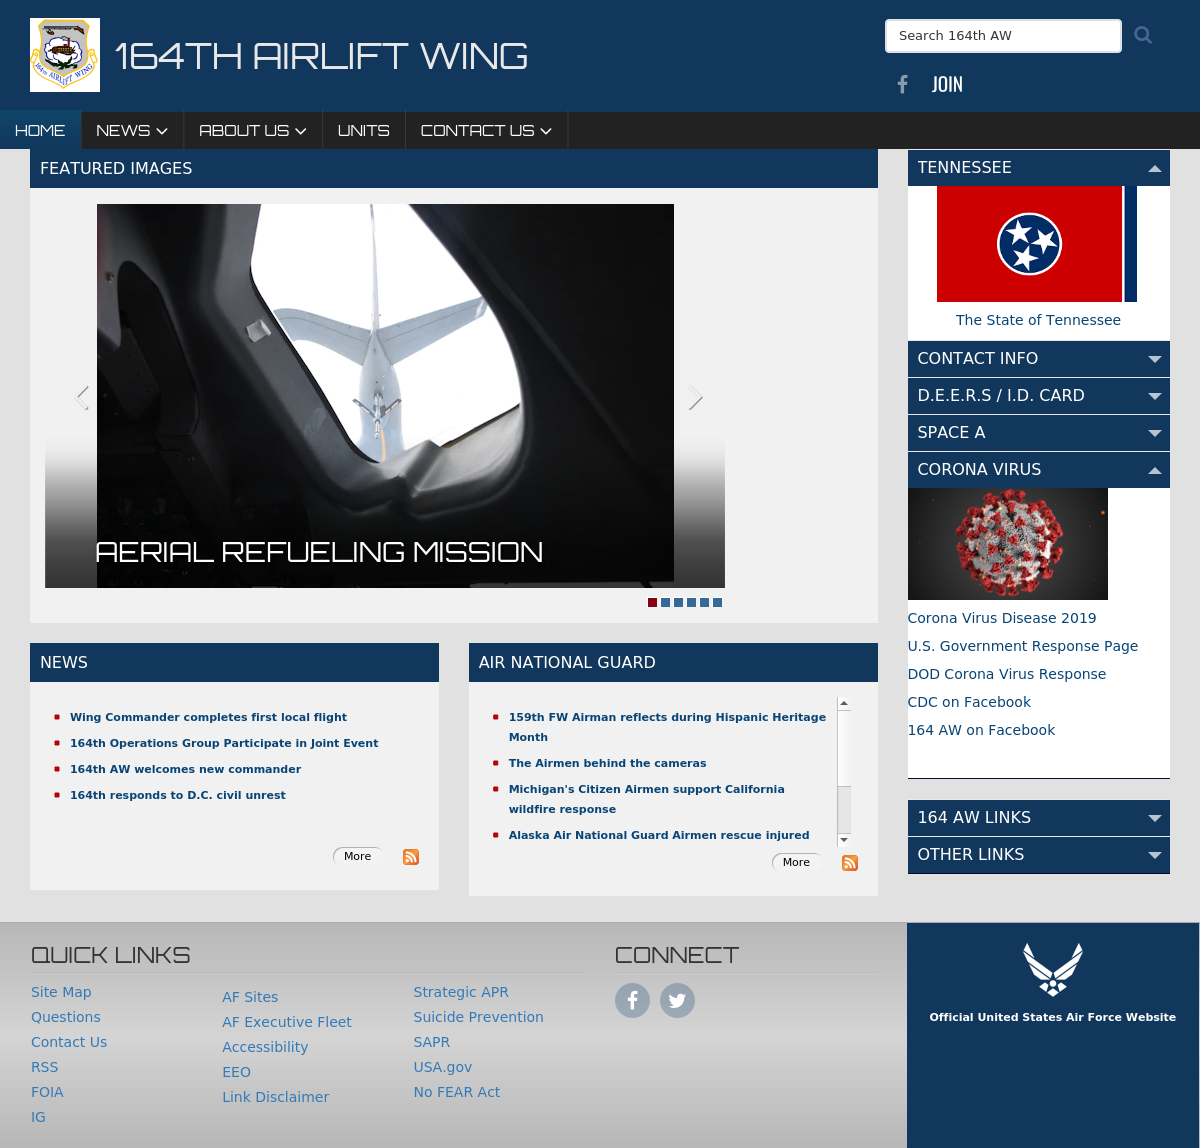 164TH AIRLIFT WING
Search 164th AW
JOIN
164th AIRLIFT WING
HOME
NEWS
ABOUT US
UNITS
CONTACT US
FEATURED IMAGES
AERIAL REFUELING MISSION
TENNESSEE
The State of Tennessee
CONTACT INFO
D.E.E.R.S / I.D. CARD
SPACE A
CORONA VIRUS
Corona Virus Disease 2019
U.S. Government Response Page
DOD Corona Virus Response
CDC on Facebook
164 AW on Facebook
164 AW LINKS
OTHER LINKS
NEWS
Wing Commander completes first local flight
164th Operations Group Participate in Joint Event
164th AW welcomes new commander
164th responds to D.C. civil unrest
More
AIR NATIONAL GUARD
159th FW Airman reflects during Hispanic Heritage
Month
The Airmen behind the cameras
Michigan's Citizen Airmen support California
wildfire response
Alaska Air National Guard Airmen rescue injured
More
QUICK LINKS
Site Map
Questions
Contact Us
RSS
FOIA
IG
AF Sites
AF Executive Fleet
Accessibility
EEO
Link Disclaimer
Strategic APR
Suicide Prevention
SAPR
USA.gov
No FEAR Act
CONNECT
Official United States Air Force Website